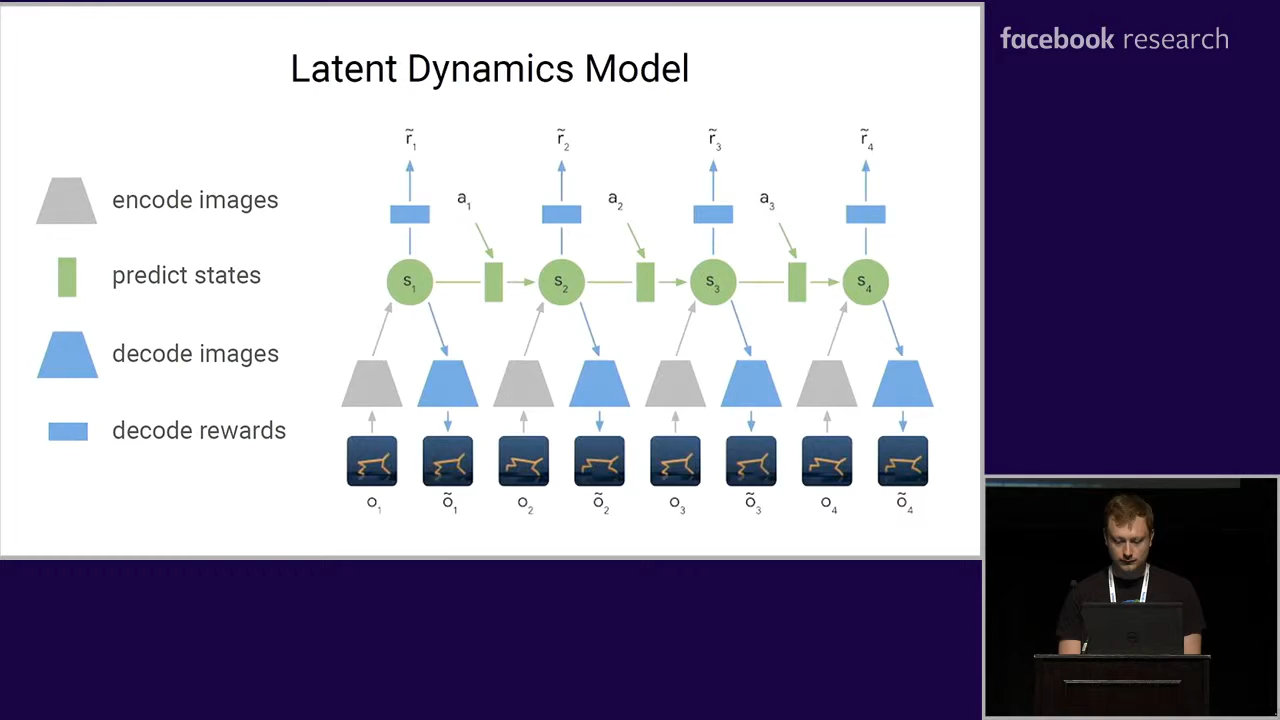 facebook research
Latent Dynamics Model
encode images
predict states
decode images
decode rewards
r̃₁ r̃₂ r̃₃ r̃₄
a₁ a₂ a₃
s₁ s₂ s₃ s₄
o₁ õ₁ o₂ õ₂ o₃ õ₃ o₄ õ₄